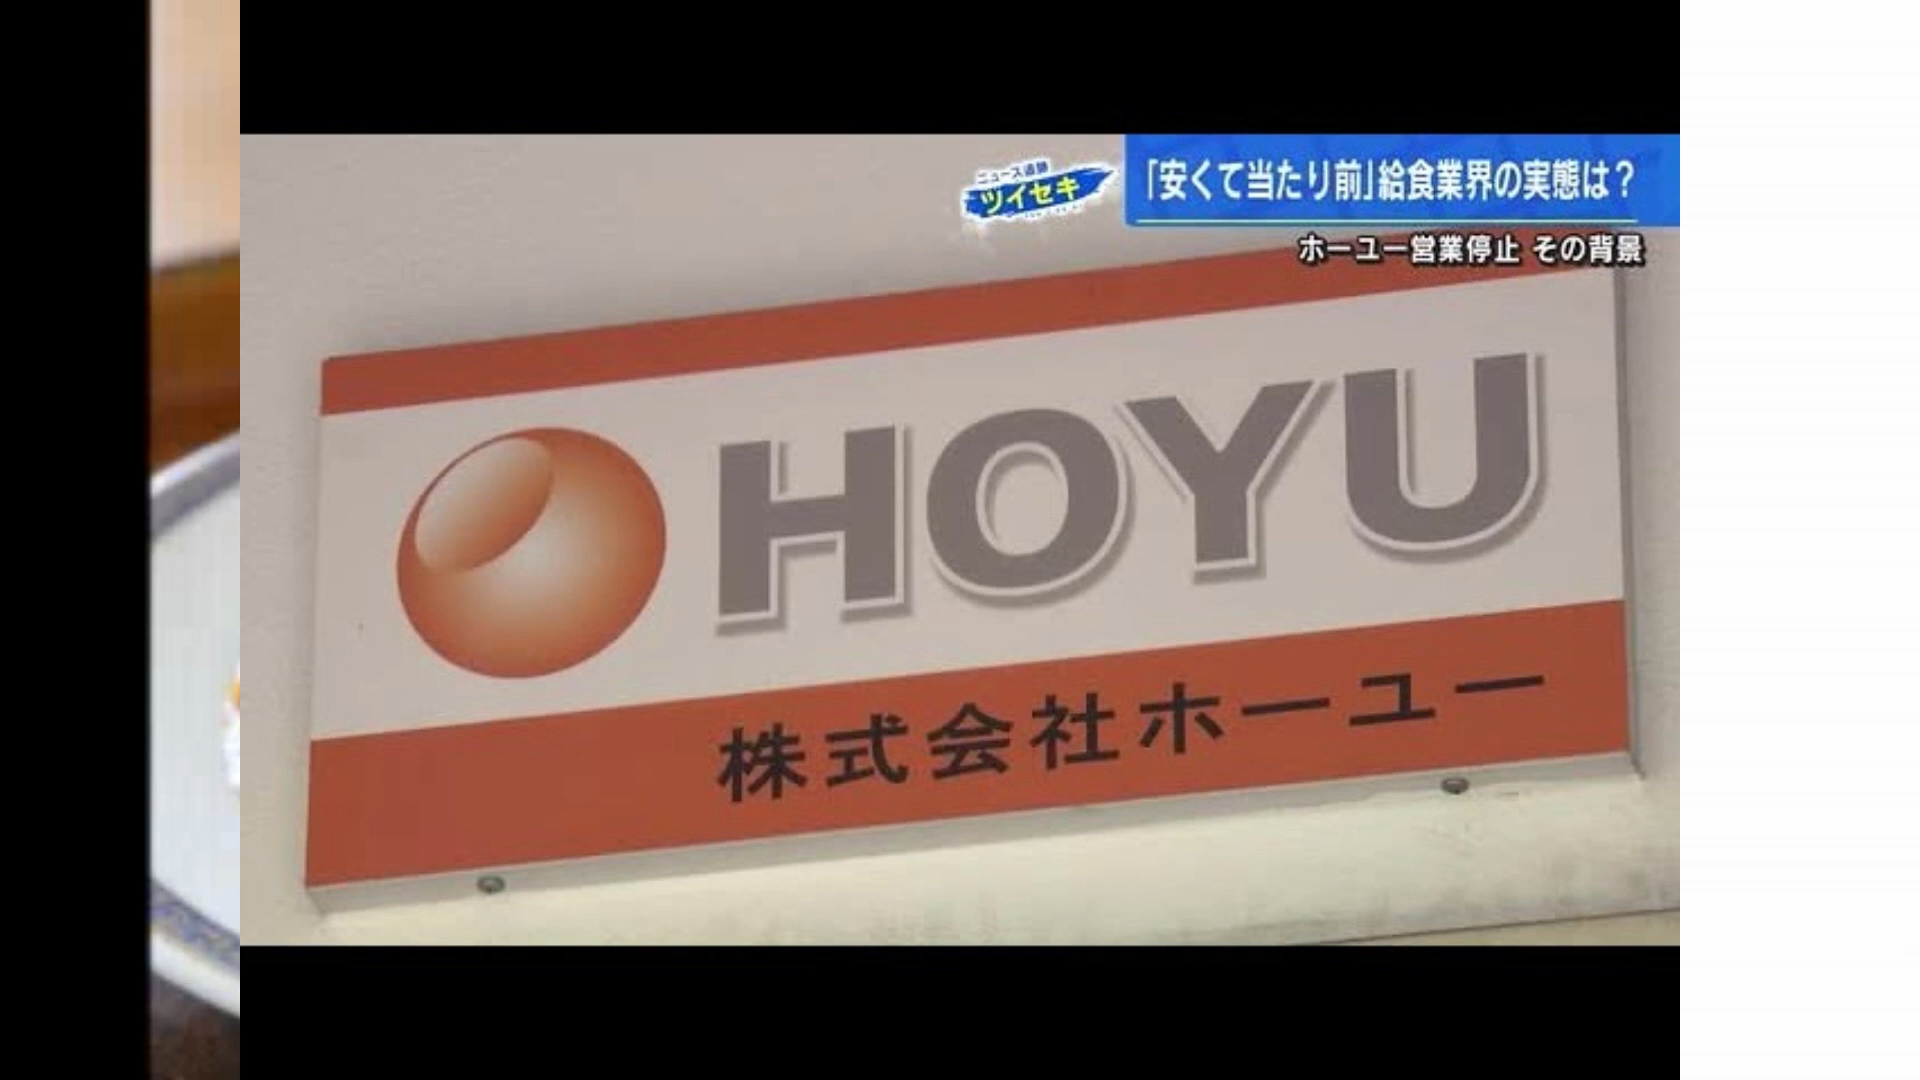 ニュース追跡
ツイセキ
「安くて当たり前」給食業界の実態は？
ホーユー営業停止 その背景
HOYU
株式会社ホーユー